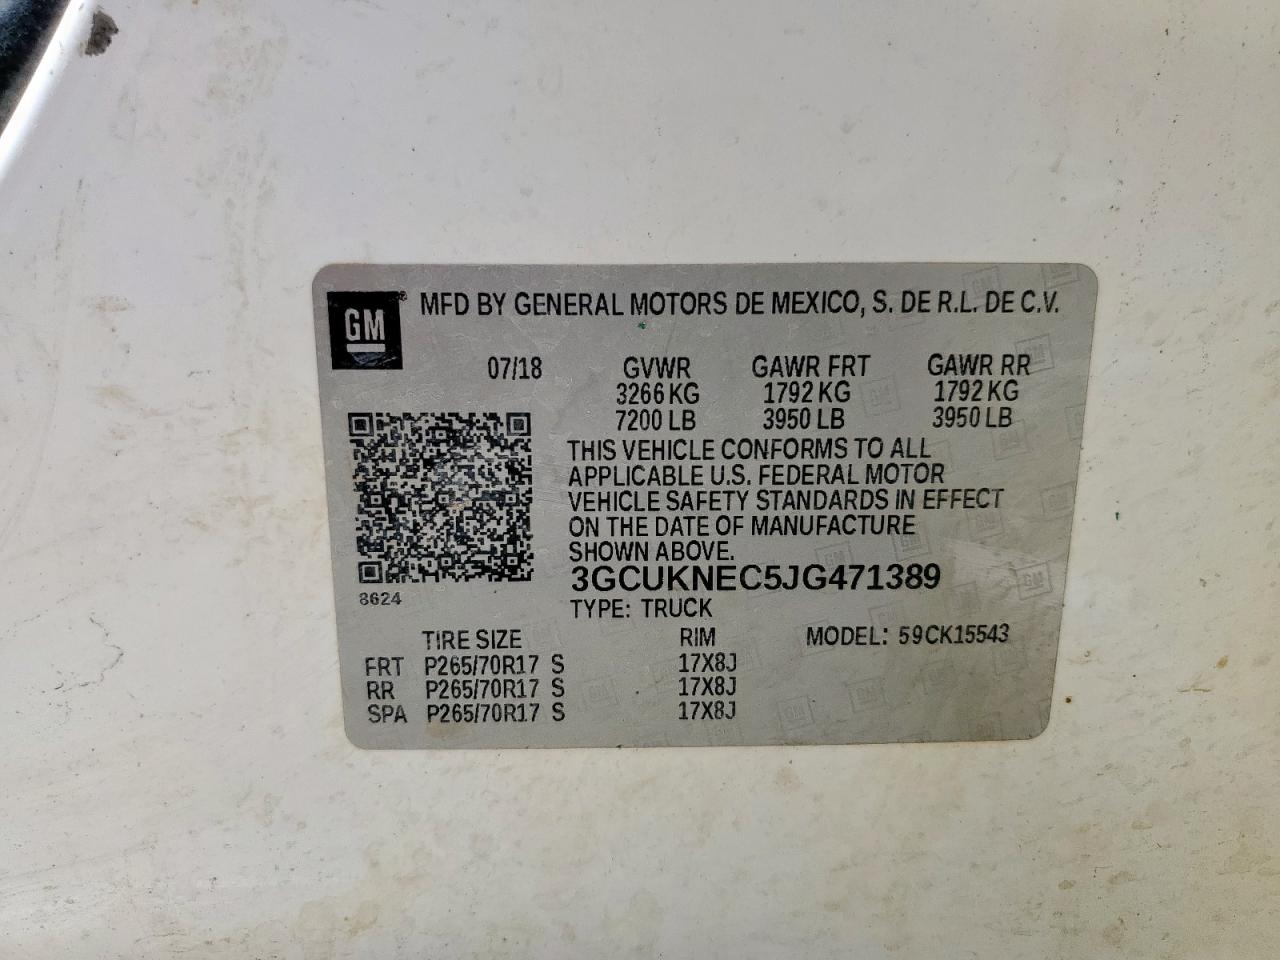 GM
MFD BY GENERAL MOTORS DE MEXICO, S. DE R.L. DE C.V.
07/18 GVWR GAWR FRT GAWR RR
3266 KG 1792 KG 1792 KG
7200 LB 3950 LB 3950 LB
THIS VEHICLE CONFORMS TO ALL
APPLICABLE U.S. FEDERAL MOTOR
VEHICLE SAFETY STANDARDS IN EFFECT
ON THE DATE OF MANUFACTURE
SHOWN ABOVE.
3GCUKNEC5JG471389
8624
TYPE: TRUCK
TIRE SIZE RIM MODEL: 59CK15543
FRT P265/70R17 S 17X8J
RR P265/70R17 S 17X8J
SPA P265/70R17 S 17X8J